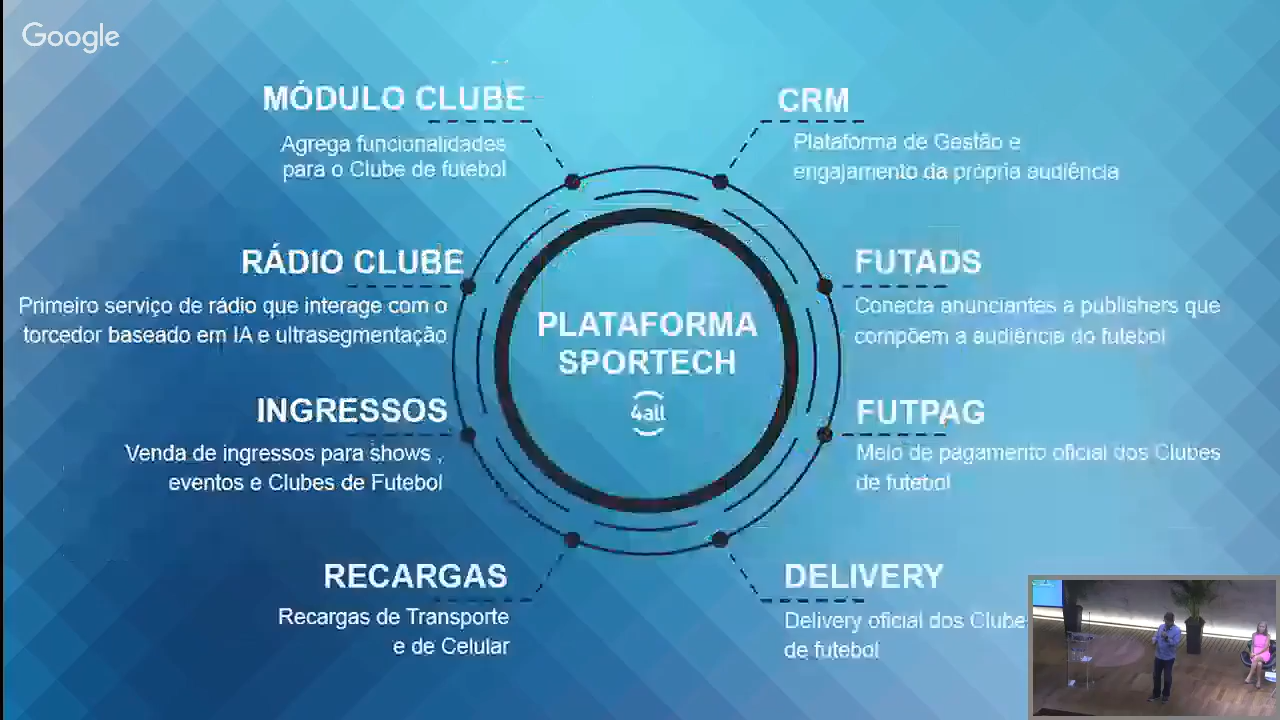 Google
MÓDULO CLUBE
Agrega funcionalidades
para o Clube de futebol
CRM
Plataforma de Gestão e
engajamento da própria audiência
RÁDIO CLUBE
Primeiro serviço de rádio que interage com o
torcedor baseado em IA e ultrasegmentação
FUTADS
Conecta anunciantes a publishers que
compõem a audiência do futebol
PLATAFORMA
SPORTECH
4all
INGRESSOS
Venda de ingressos para shows ,
eventos e Clubes de Futebol
FUTPAG
Meio de pagamento oficial dos Clubes
de futebol
RECARGAS
Recargas de Transporte
e de Celular
DELIVERY
Delivery oficial dos Clube
de futebol